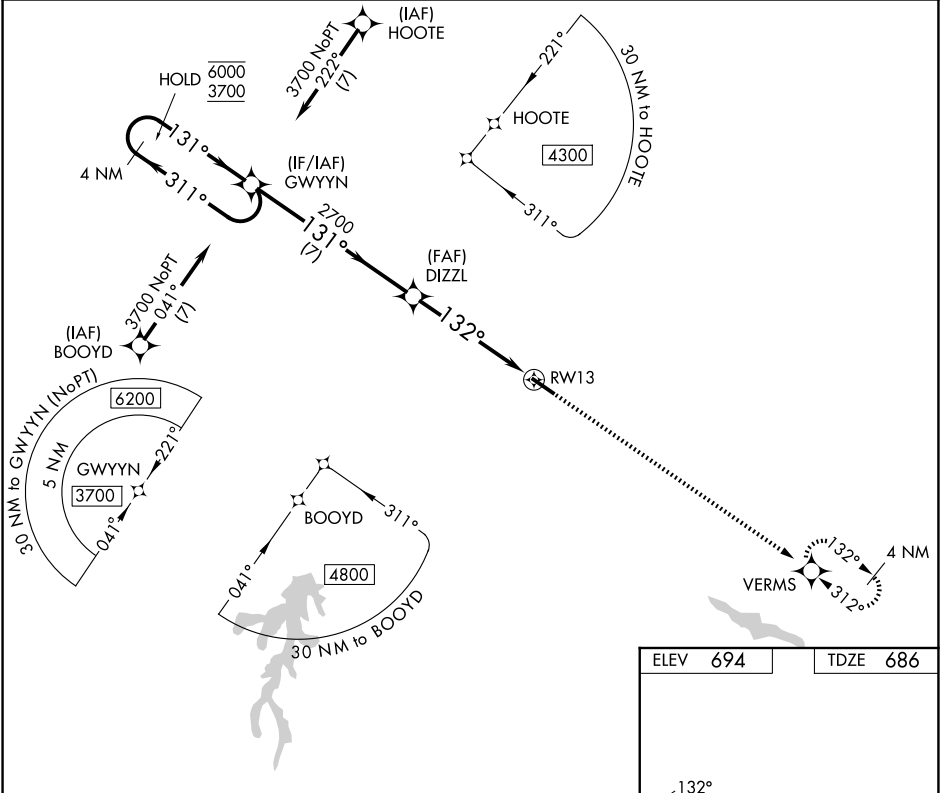 (IAF)
HOOTE
3700 NoPT
222°
(7)
HOLD 6000
3700
131°
311°
4 NM
(IF/IAF)
GWYYN
2700
131°
(7)
(FAF)
DIZZL
132°
RW13
221°
HOOTE
4300
311°
30 NM to HOOTE
3700 NoPT
041°
(7)
(IAF)
BOOYD
30 NM to GWYYN (NoPT)
6200
5 NM
221°
GWYYN
3700
041°
BOOYD
311°
041°
4800
30 NM to BOOYD
VERMS
132°
312°
4 NM
ELEV 694
TDZE 686
132°